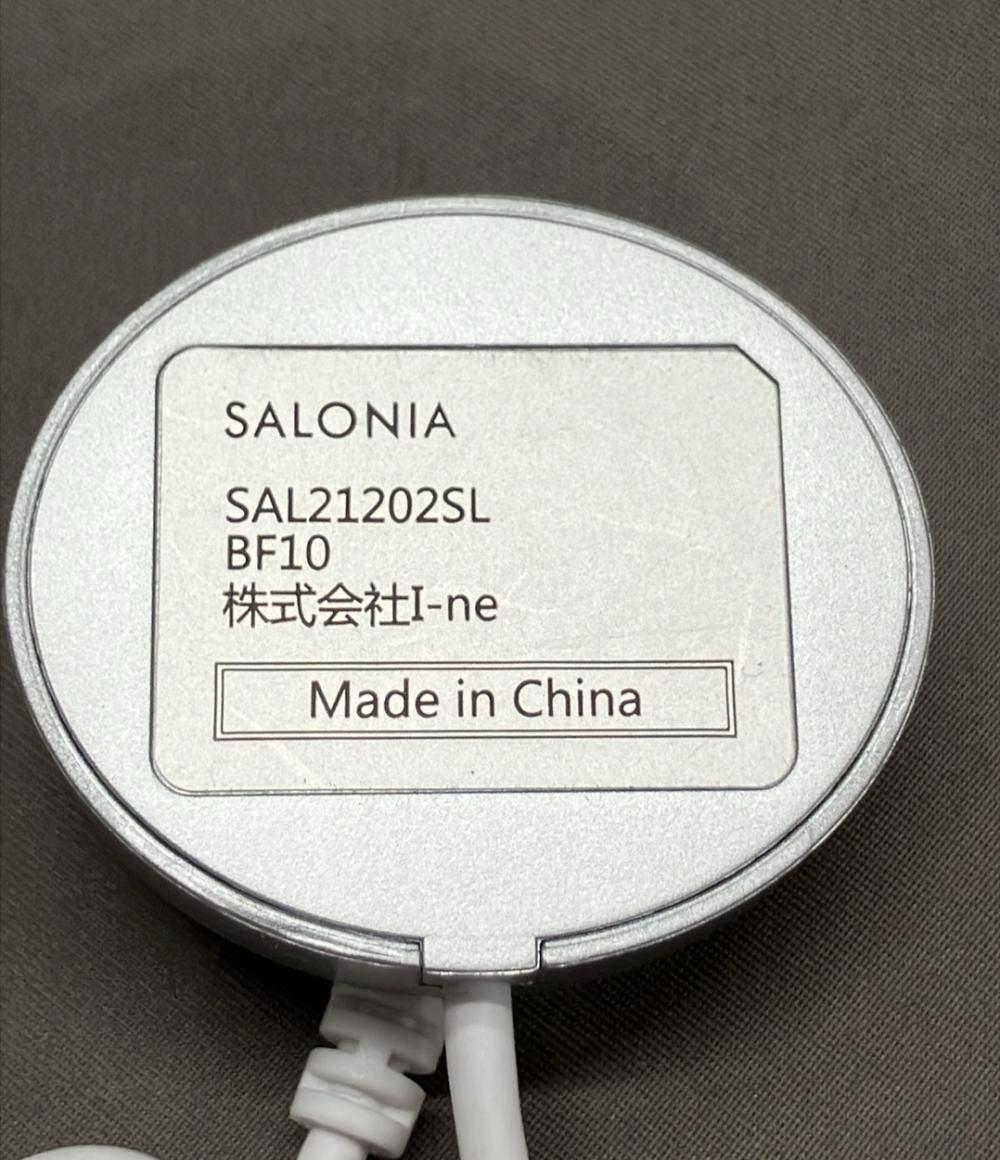 SALONIA
SAL21202SL
BF10
株式会社I-ne
Made in China